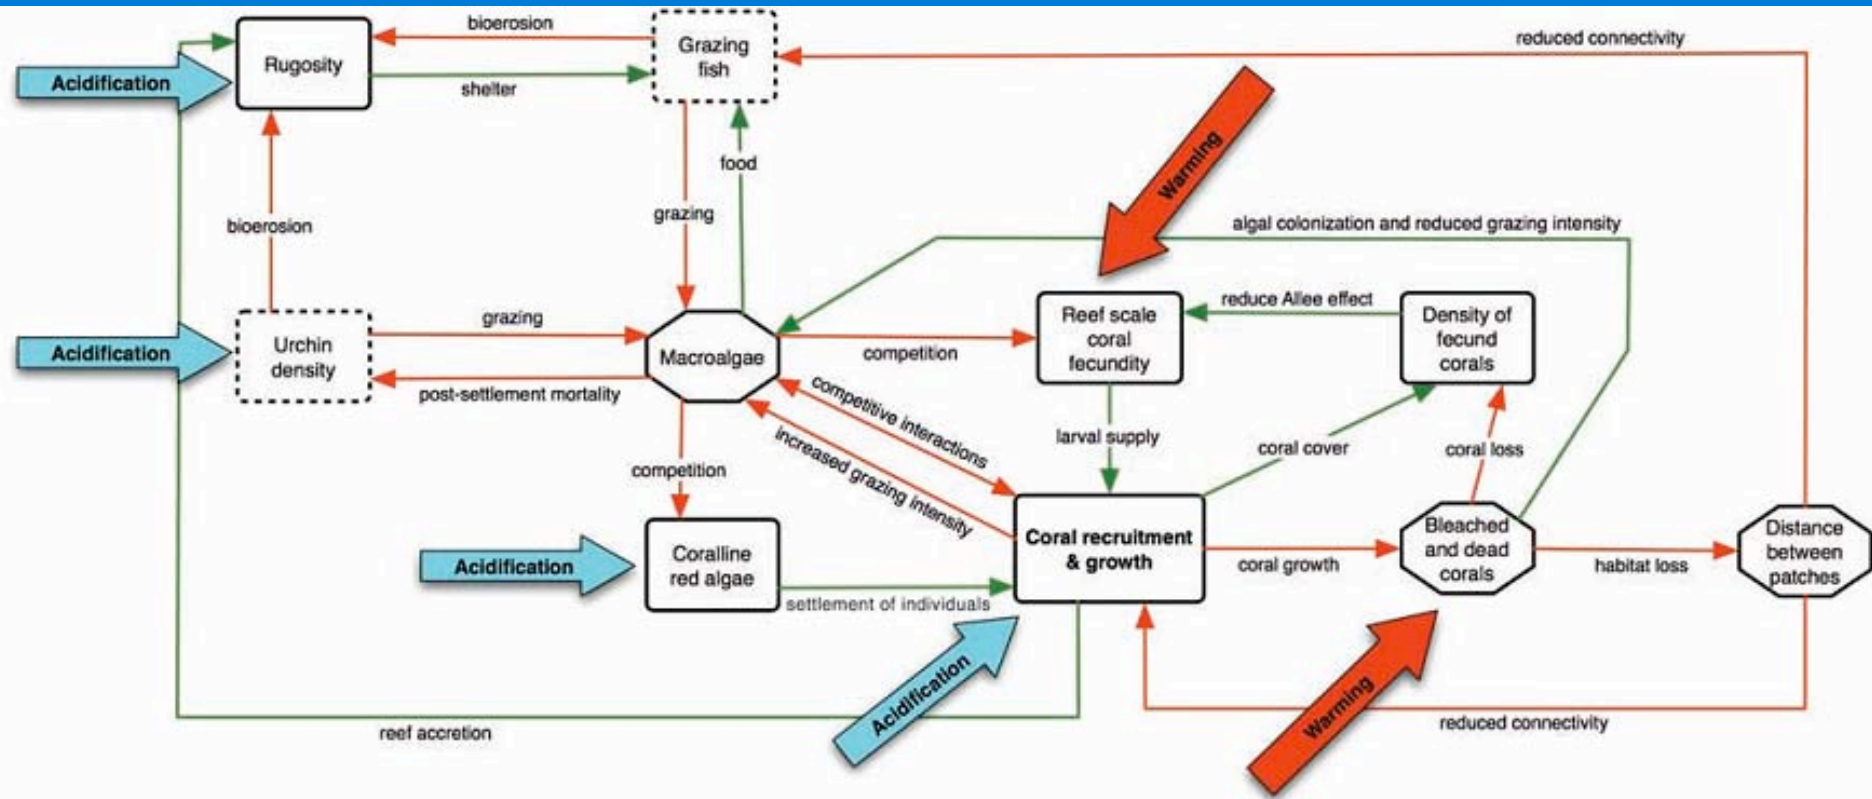 bioerosion
Grazing
fish
reduced connectivity
Rugosity
Acidification
shelter
Warming
food
grazing
bioerosion
algal colonization and reduced grazing intensity
reduce Allee effect
Reef scale
coral
fecundity
Density of
fecund
corals
grazing
Acidification
Urchin
density
Macroalgae
competition
post-settlement mortality
competitive interactions
increased grazing intensity
larval supply
coral cover
coral loss
competition
Coral recruitment
& growth
Bleached
and dead
corals
Distance
between
patches
Acidification
Coralline
red algae
coral growth
habitat loss
settlement of individuals
Acidification
Warming
reef accretion
reduced connectivity